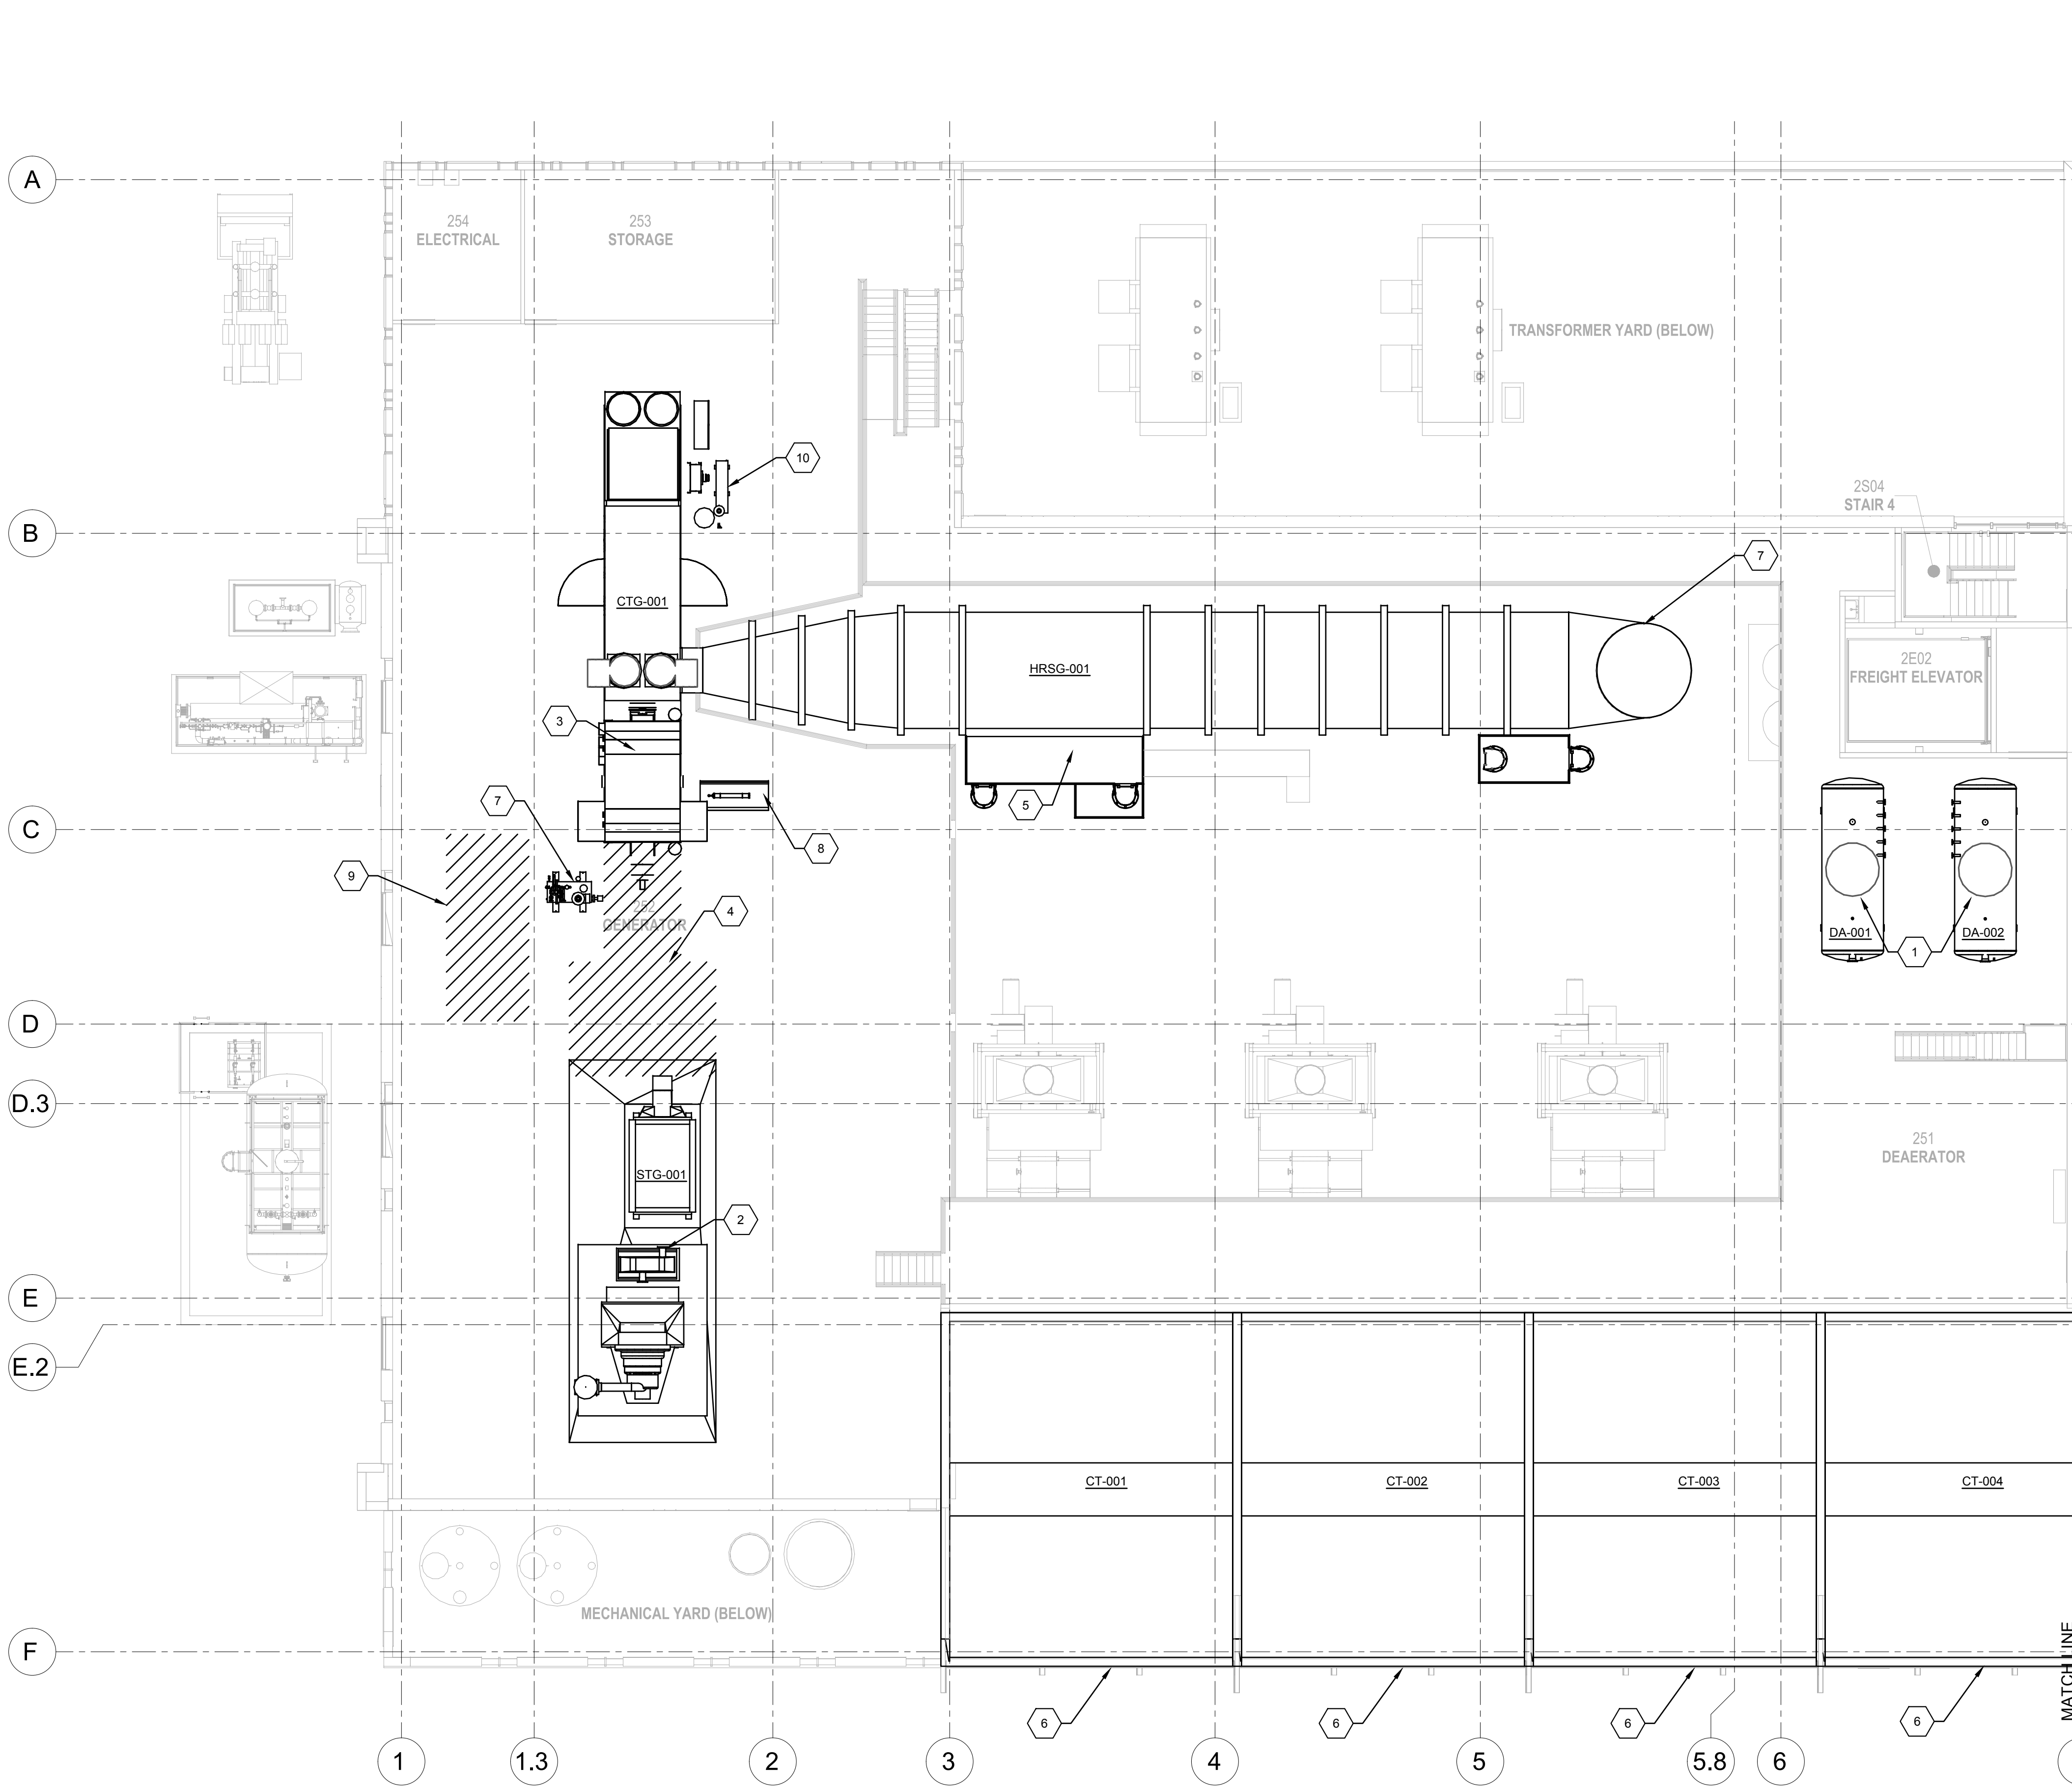 A
254
ELECTRICAL
253
STORAGE
TRANSFORMER YARD (BELOW)
10
2S04
STAIR 4
B
7
CTG-001
HRSG-001
2E02
FREIGHT ELEVATOR
3
7
5
C
8
9
252
GENERATOR
4
DA-001
DA-002
1
D
D.3
251
DEAERATOR
STG-001
2
E
E.2
CT-001
CT-002
CT-003
CT-004
MECHANICAL YARD (BELOW)
F
MATCH LINE
6
6
6
6
1
1.3
2
3
4
5
5.8
6